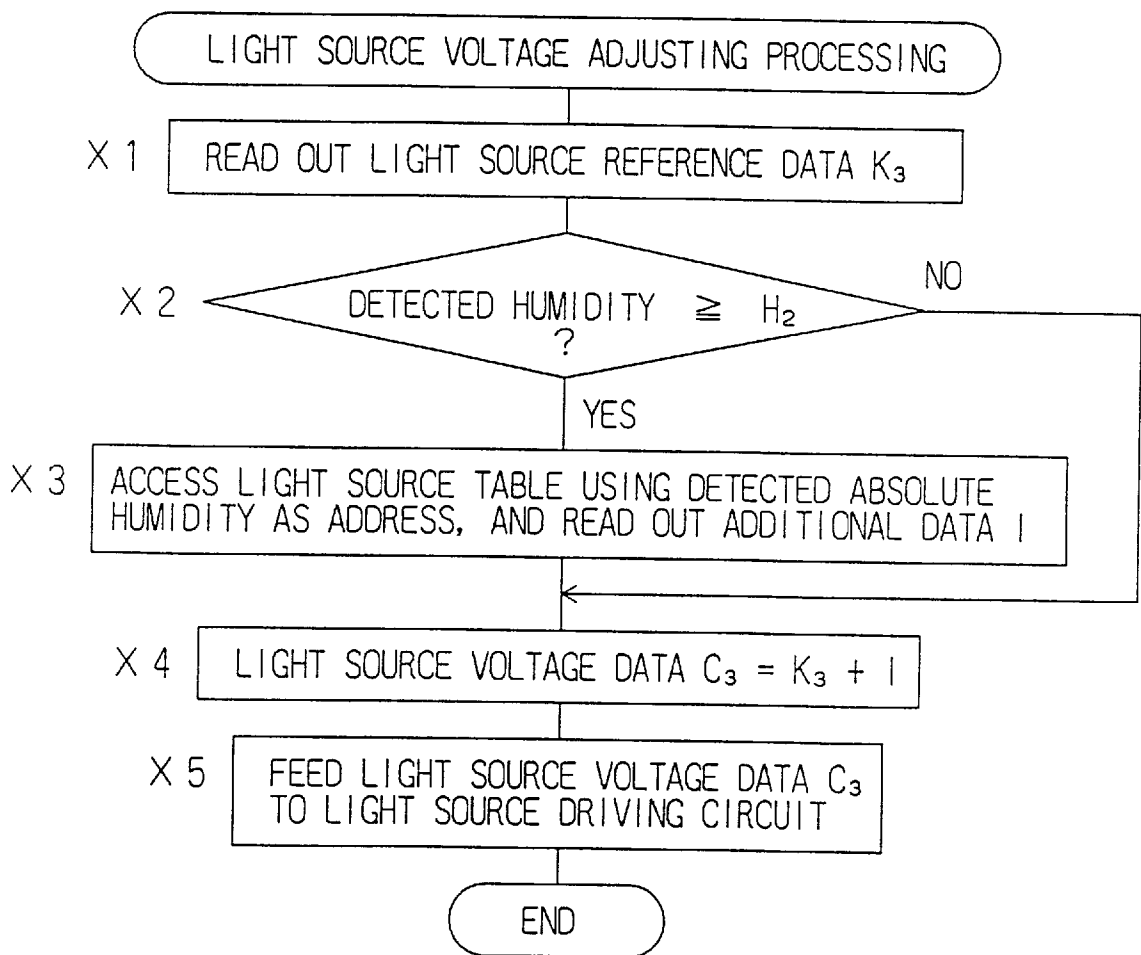 LIGHT SOURCE VOLTAGE ADJUSTING PROCESSING
X 1
READ OUT LIGHT SOURCE REFERENCE DATA K₃
X 2
DETECTED HUMIDITY ≧ H₂
?
NO
YES
X 3
ACCESS LIGHT SOURCE TABLE USING DETECTED ABSOLUTE
HUMIDITY AS ADDRESS, AND READ OUT ADDITIONAL DATA I
X 4
LIGHT SOURCE VOLTAGE DATA C₃ = K₃ + I
X 5
FEED LIGHT SOURCE VOLTAGE DATA C₃
TO LIGHT SOURCE DRIVING CIRCUIT
END